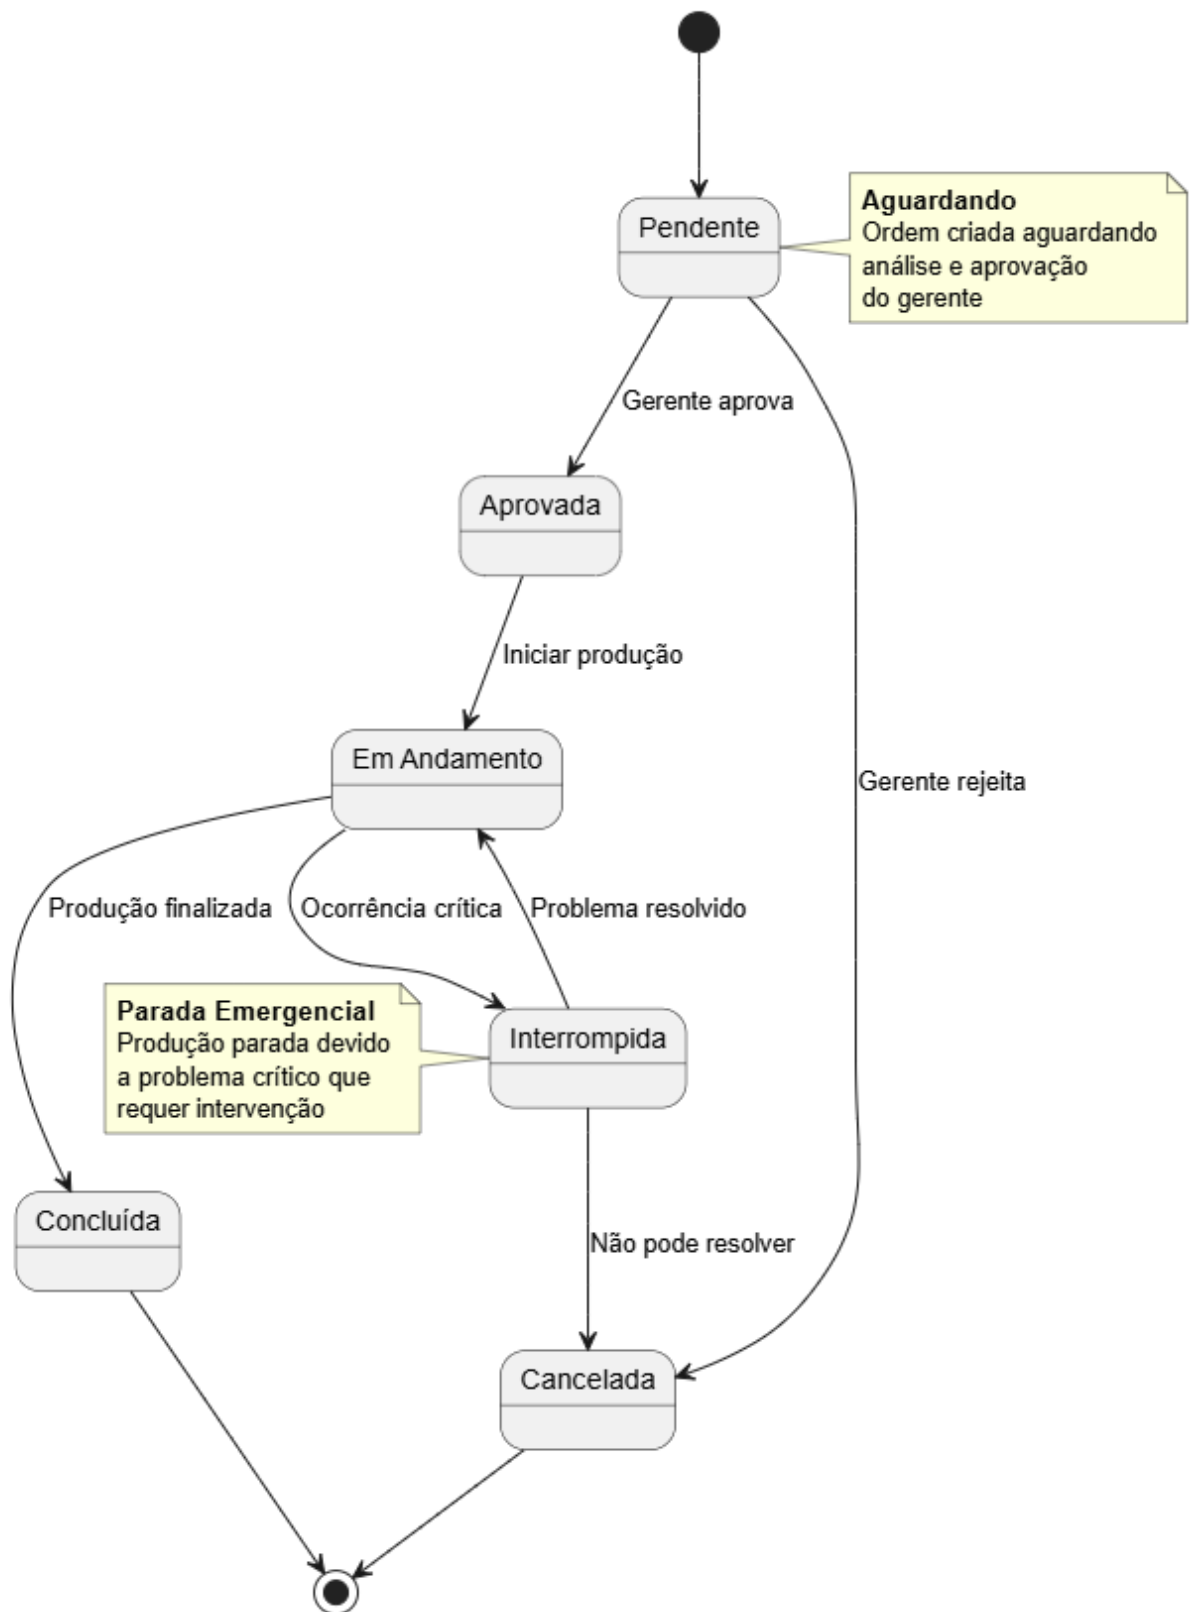 Pendente
Aguardando
Ordem criada aguardando
análise e aprovação
do gerente
Gerente aprova
Aprovada
Iniciar produção
Em Andamento
Gerente rejeita
Produção finalizada
Ocorrência crítica
Problema resolvido
Parada Emergencial
Produção parada devido
a problema crítico que
requer intervenção
Interrompida
Concluída
Não pode resolver
Cancelada